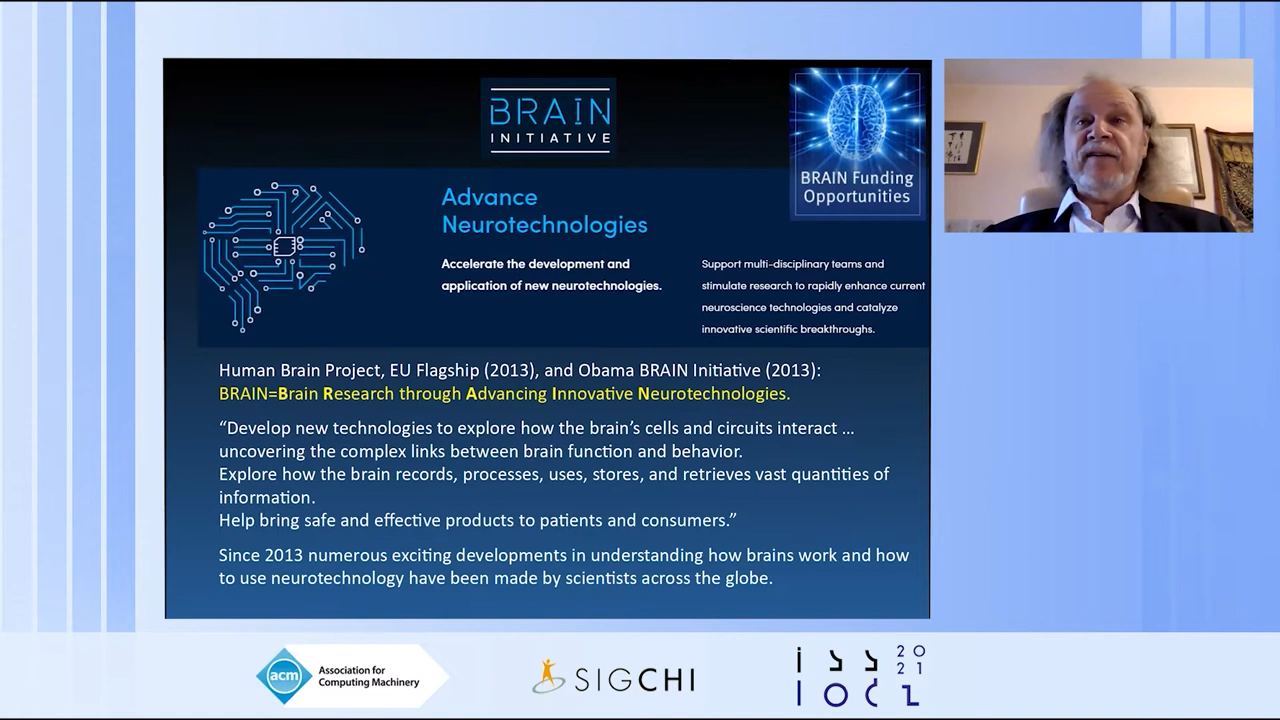 BRAIN
INITIATIVE
BRAIN Funding
Opportunities
Advance
Neurotechnologies
Accelerate the development and
application of new neurotechnologies.
Support multi-disciplinary teams and
stimulate research to rapidly enhance current
neuroscience technologies and catalyze
innovative scientific breakthroughs.
Human Brain Project, EU Flagship (2013), and Obama BRAIN Initiative (2013):
BRAIN=Brain Research through Advancing Innovative Neurotechnologies.
“Develop new technologies to explore how the brain’s cells and circuits interact ...
uncovering the complex links between brain function and behavior.
Explore how the brain records, processes, uses, stores, and retrieves vast quantities of
information.
Help bring safe and effective products to patients and consumers.”
Since 2013 numerous exciting developments in understanding how brains work and how
to use neurotechnology have been made by scientists across the globe.
acm
Association for
Computing Machinery
SIGCHI
iss
2021